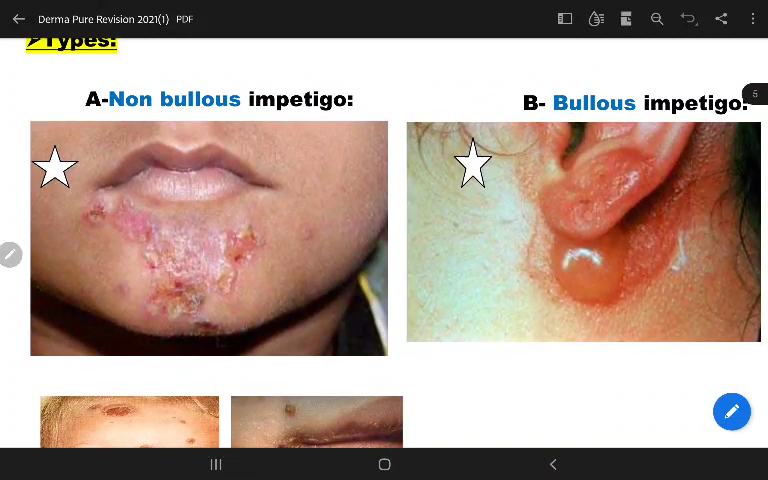 Derma Pure Revision 2021(1) PDF
➤Types:
5
A-Non bullous impetigo:
B- Bullous impetigo: